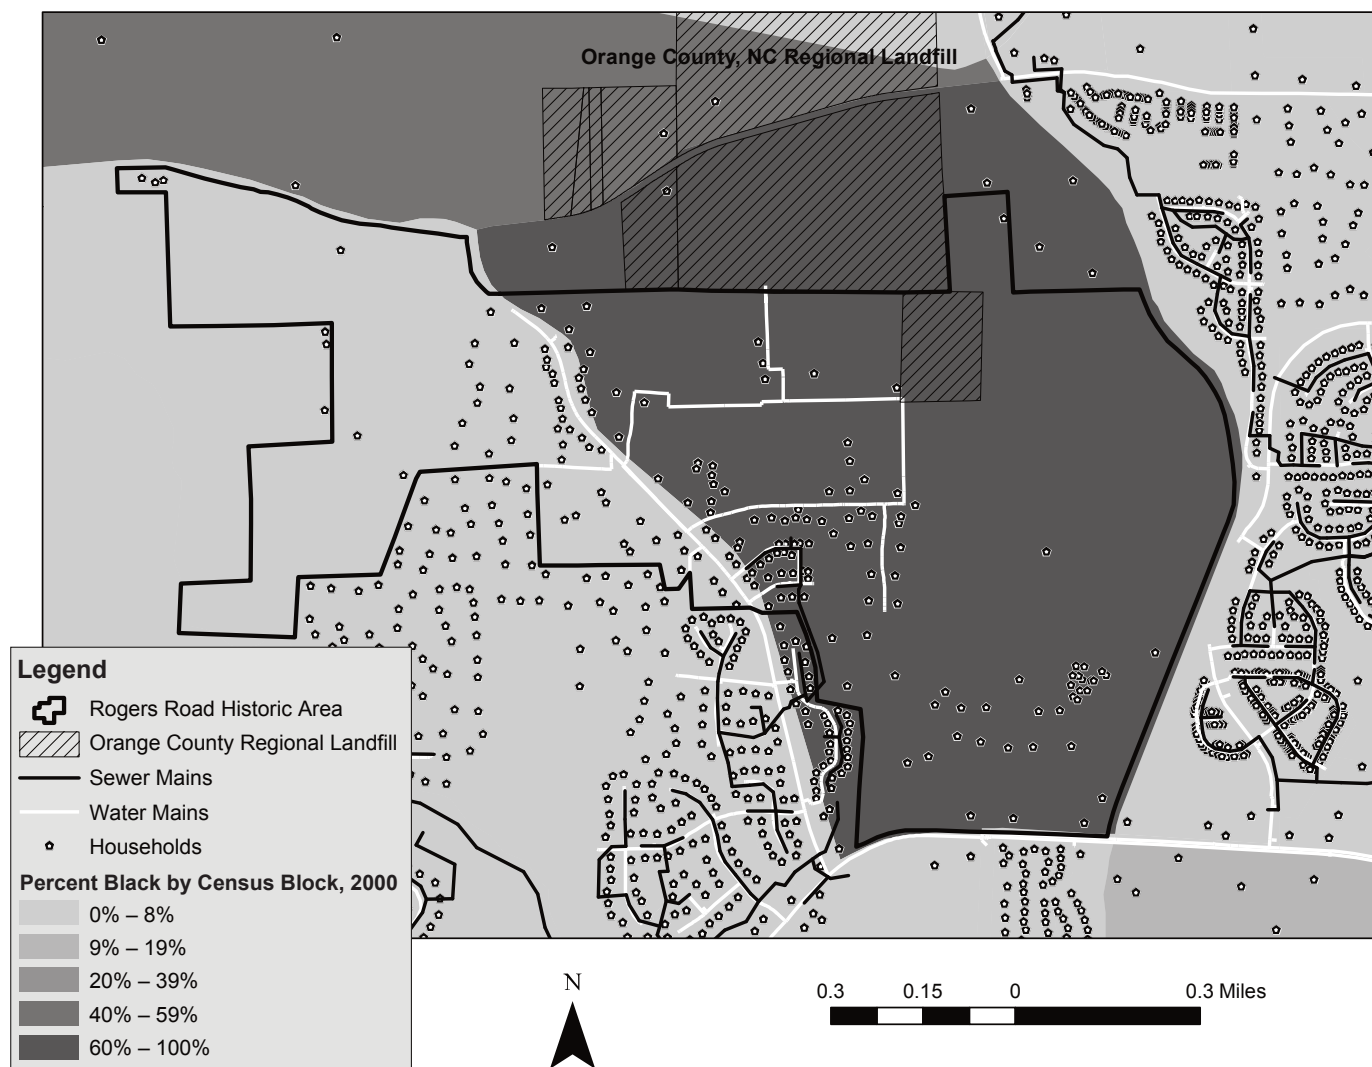 Orange County, NC Regional Landfill
Legend
Rogers Road Historic Area
Orange County Regional Landfill
Sewer Mains
Water Mains
Households
Percent Black by Census Block, 2000
0% – 8%
9% – 19%
20% – 39%
40% – 59%
60% – 100%
N
0.3 0.15 0 0.3 Miles